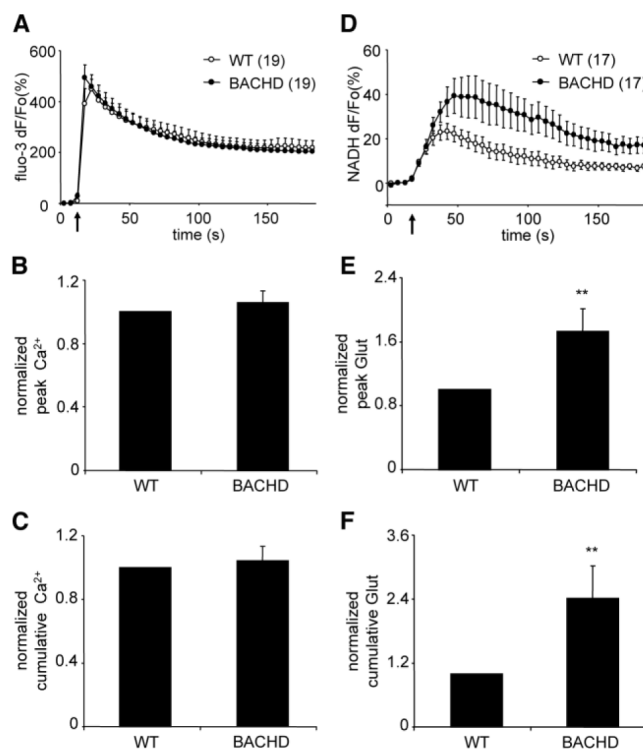 A
600
400
200
0
fluo-3 dF/Fo(%)
WT (19)
BACHD (19)
0 50 100 150
time (s)
D
60
40
20
0
NADH dF/Fo(%)
WT (17)
BACHD (17)
0 50 100 150
time (s)
B
1.2
0.8
0.4
0
normalized
peak Ca²⁺
WT BACHD
E
2.4
1.6
0.8
0
normalized
peak Glut
**
WT BACHD
C
1.2
0.8
0.4
0
normalized
cumulative Ca²⁺
WT BACHD
F
3.6
2.4
1.2
0
normalized
cumulative Glut
**
WT BACHD